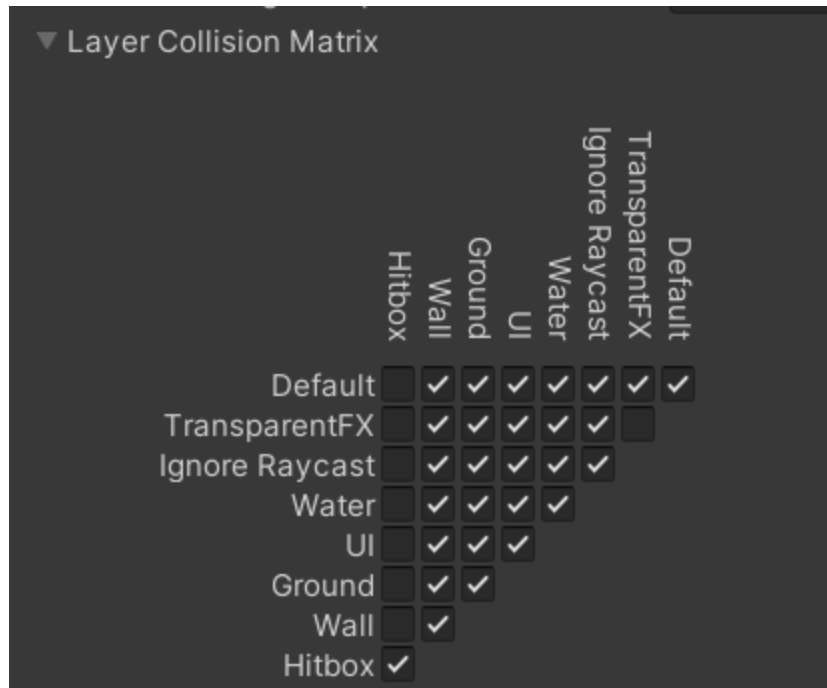 Layer Collision Matrix
Hitbox
Wall
Ground
UI
Water
Ignore Raycast
TransparentFX
Default
Default
TransparentFX
Ignore Raycast
Water
UI
Ground
Wall
Hitbox